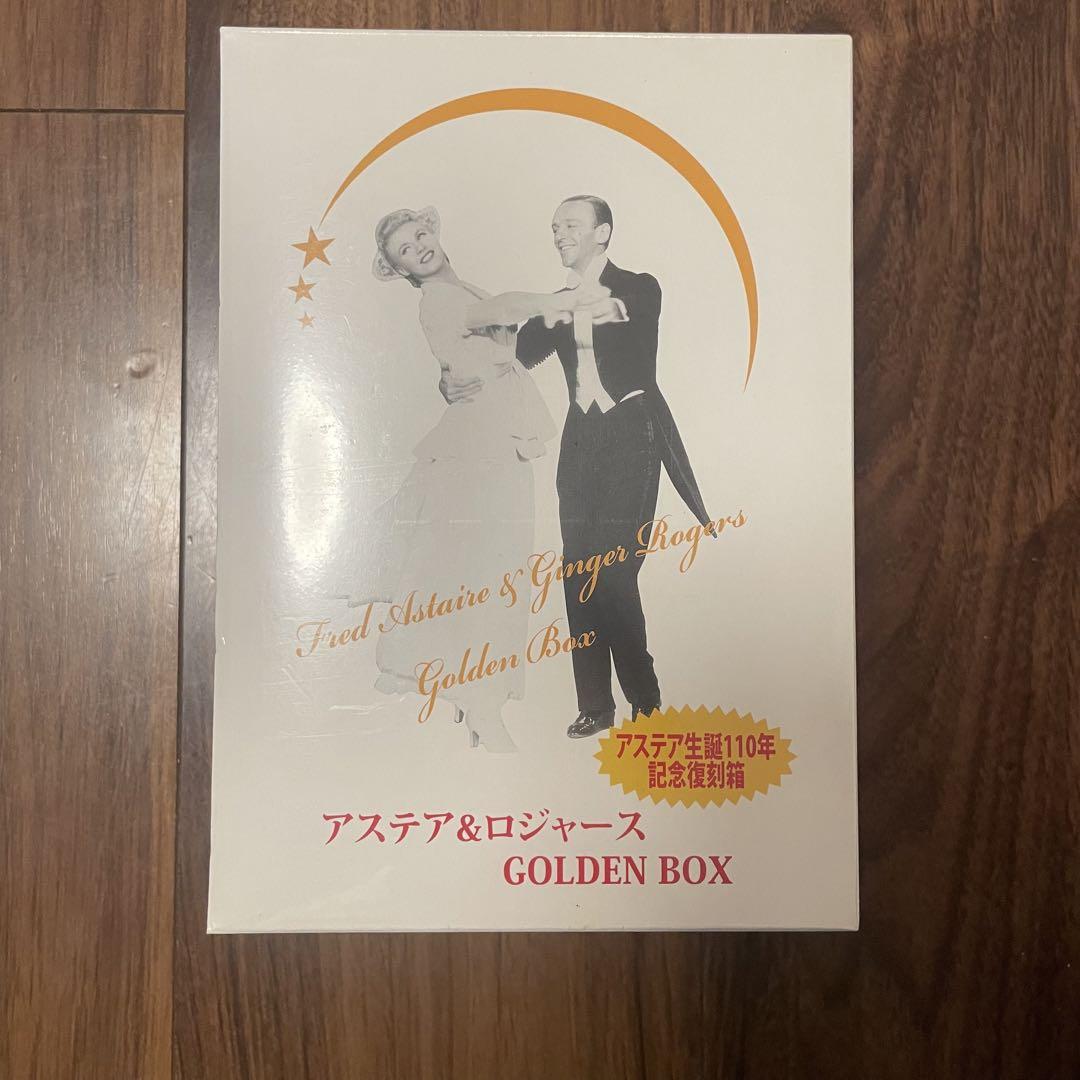 Fred Astaire & Ginger Rogers
Golden Box
アステア生誕110年
記念復刻箱
アステア&ロジャース
GOLDEN BOX